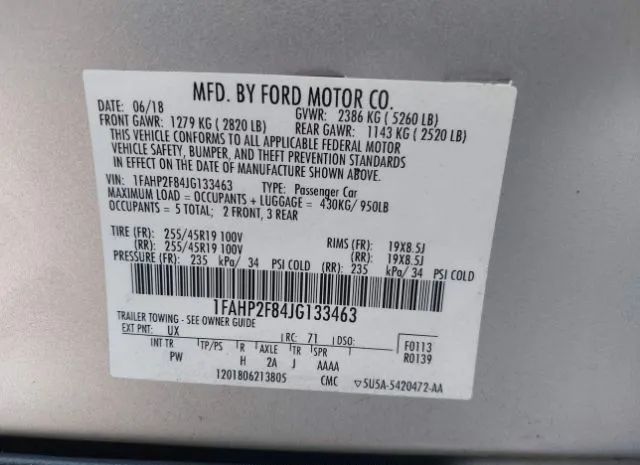 MFD. BY FORD MOTOR CO.
DATE: 06/18 GVWR: 2386 KG ( 5260 LB)
FRONT GAWR: 1279 KG ( 2820 LB) REAR GAWR: 1143 KG ( 2520 LB)
THIS VEHICLE CONFORMS TO ALL APPLICABLE FEDERAL MOTOR
VEHICLE SAFETY, BUMPER, AND THEFT PREVENTION STANDARDS
IN EFFECT ON THE DATE OF MANUFACTURE SHOWN ABOVE.
VIN: 1FAHP2F84JG133463 TYPE: Passenger Car
MAXIMUM LOAD = OCCUPANTS + LUGGAGE = 430KG/ 950LB
OCCUPANTS = 5 TOTAL; 2 FRONT, 3 REAR
TIRE (FR): 255/45R19 100V RIMS (FR): 19X8.5J
(RR): 255/45R19 100V (RR): 19X8.5J
PRESSURE (FR): 235 kPa/ 34 PSI COLD (RR): 235 kPa/ 34 PSI COLD
1FAHP2F84JG133463
TRAILER TOWING - SEE OWNER GUIDE
EXT PNT: UX RC: 71 DSO: F0113
INT TR TP/PS R AXLE TR SPR R0139
PW H 2A J AAAA
1201806213805 CMC ▽5U5A-5420472-AA